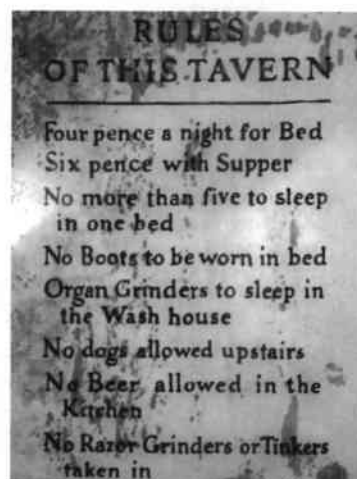 RULES
OF THIS TAVERN
Four pence a night for Bed
Six pence with Supper
No more than five to sleep
in one bed
No Boots to be worn in bed
Organ Grinders to sleep in
the Wash house
No dogs allowed upstairs
No Beer allowed in the
Kitchen
No Razor Grinders or Tinkers
taken in